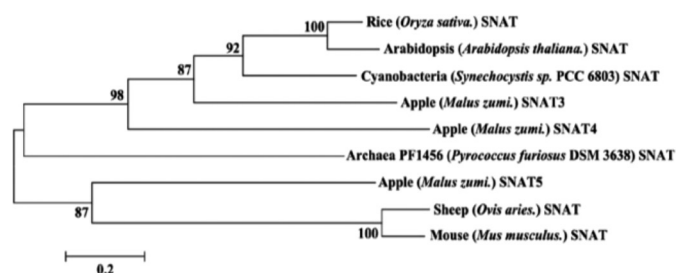 100 Rice (Oryza sativa.) SNAT
Arabidopsis (Arabidopsis thaliana.) SNAT
92
Cyanobacteria (Synechocystis sp. PCC 6803) SNAT
87
Apple (Malus zumi.) SNAT3
98
Apple (Malus zumi.) SNAT4
Archaea PF1456 (Pyrococcus furiosus DSM 3638) SNAT
Apple (Malus zumi.) SNAT5
87
Sheep (Ovis aries.) SNAT
100 Mouse (Mus musculus.) SNAT
0.2